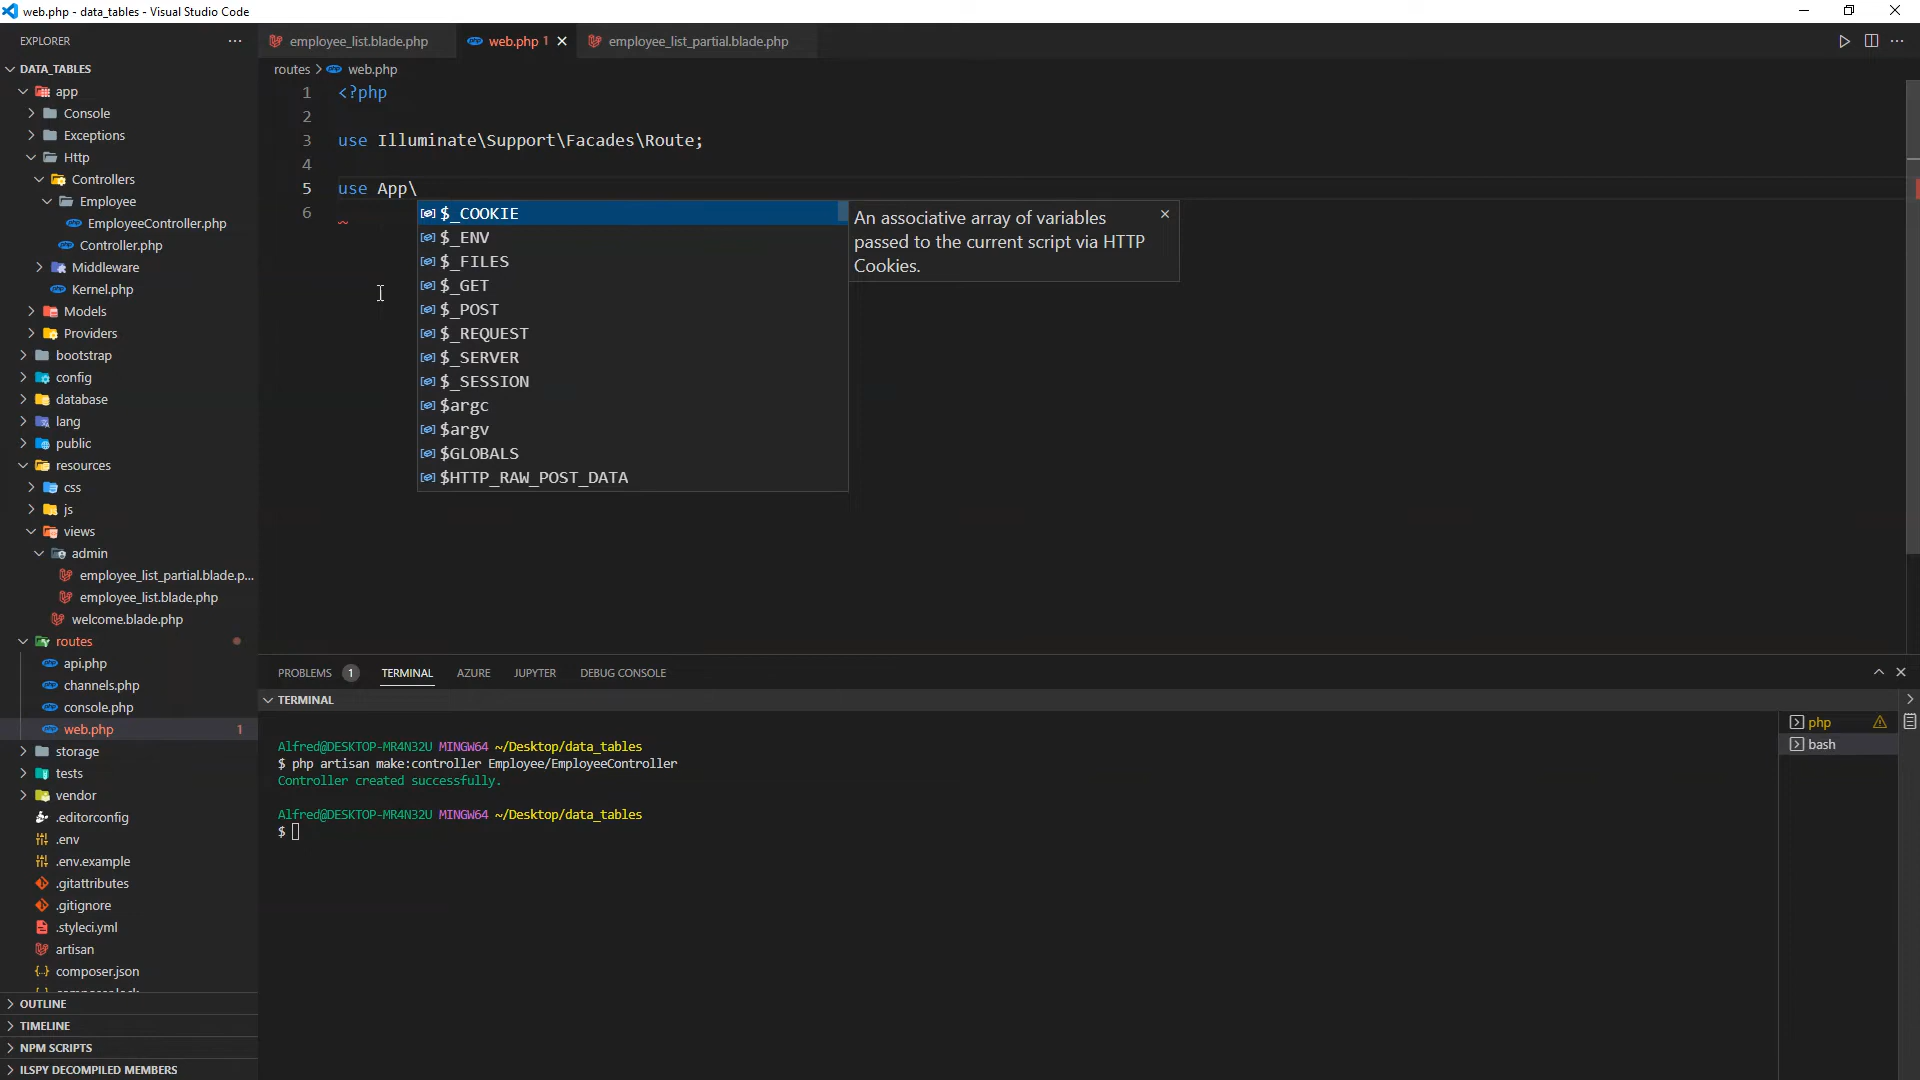 web.php - data_tables - Visual Studio Code
EXPLORER
DATA_TABLES
app
Console
Exceptions
Http
Controllers
Employee
EmployeeController.php
Controller.php
Middleware
Kernel.php
Models
Providers
bootstrap
config
database
lang
public
resources
css
js
views
admin
employee_list_partial.blade.p...
employee_list.blade.php
welcome.blade.php
routes
api.php
channels.php
console.php
web.php 1
storage
tests
vendor
.editorconfig
.env
.env.example
.gitattributes
.gitignore
.styleci.yml
artisan
composer.json
OUTLINE
TIMELINE
NPM SCRIPTS
ILSPY DECOMPILED MEMBERS
employee_list.blade.php
web.php 1
employee_list_partial.blade.php
routes > web.php
1 <?php
2
3 use Illuminate\Support\Facades\Route;
4
5 use App\
6
$_COOKIE
$_ENV
$_FILES
$_GET
$_POST
$_REQUEST
$_SERVER
$_SESSION
$argc
$argv
$GLOBALS
$HTTP_RAW_POST_DATA
An associative array of variables
passed to the current script via HTTP
Cookies.
PROBLEMS 1 TERMINAL AZURE JUPYTER DEBUG CONSOLE
TERMINAL
Alfred@DESKTOP-MR4N32U MINGW64 ~/Desktop/data_tables
$ php artisan make:controller Employee/EmployeeController
Controller created successfully.
Alfred@DESKTOP-MR4N32U MINGW64 ~/Desktop/data_tables
$
php
bash